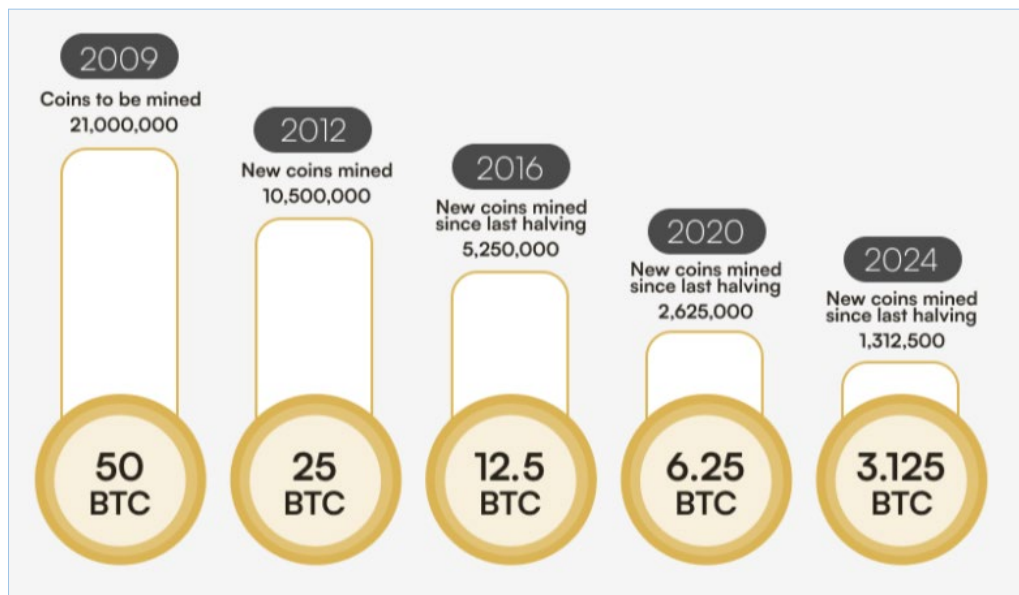 2009
Coins to be mined
21,000,000
50
BTC
2012
New coins mined
10,500,000
25
BTC
2016
New coins mined
since last halving
5,250,000
12.5
BTC
2020
New coins mined
since last halving
2,625,000
6.25
BTC
2024
New coins mined
since last halving
1,312,500
3.125
BTC